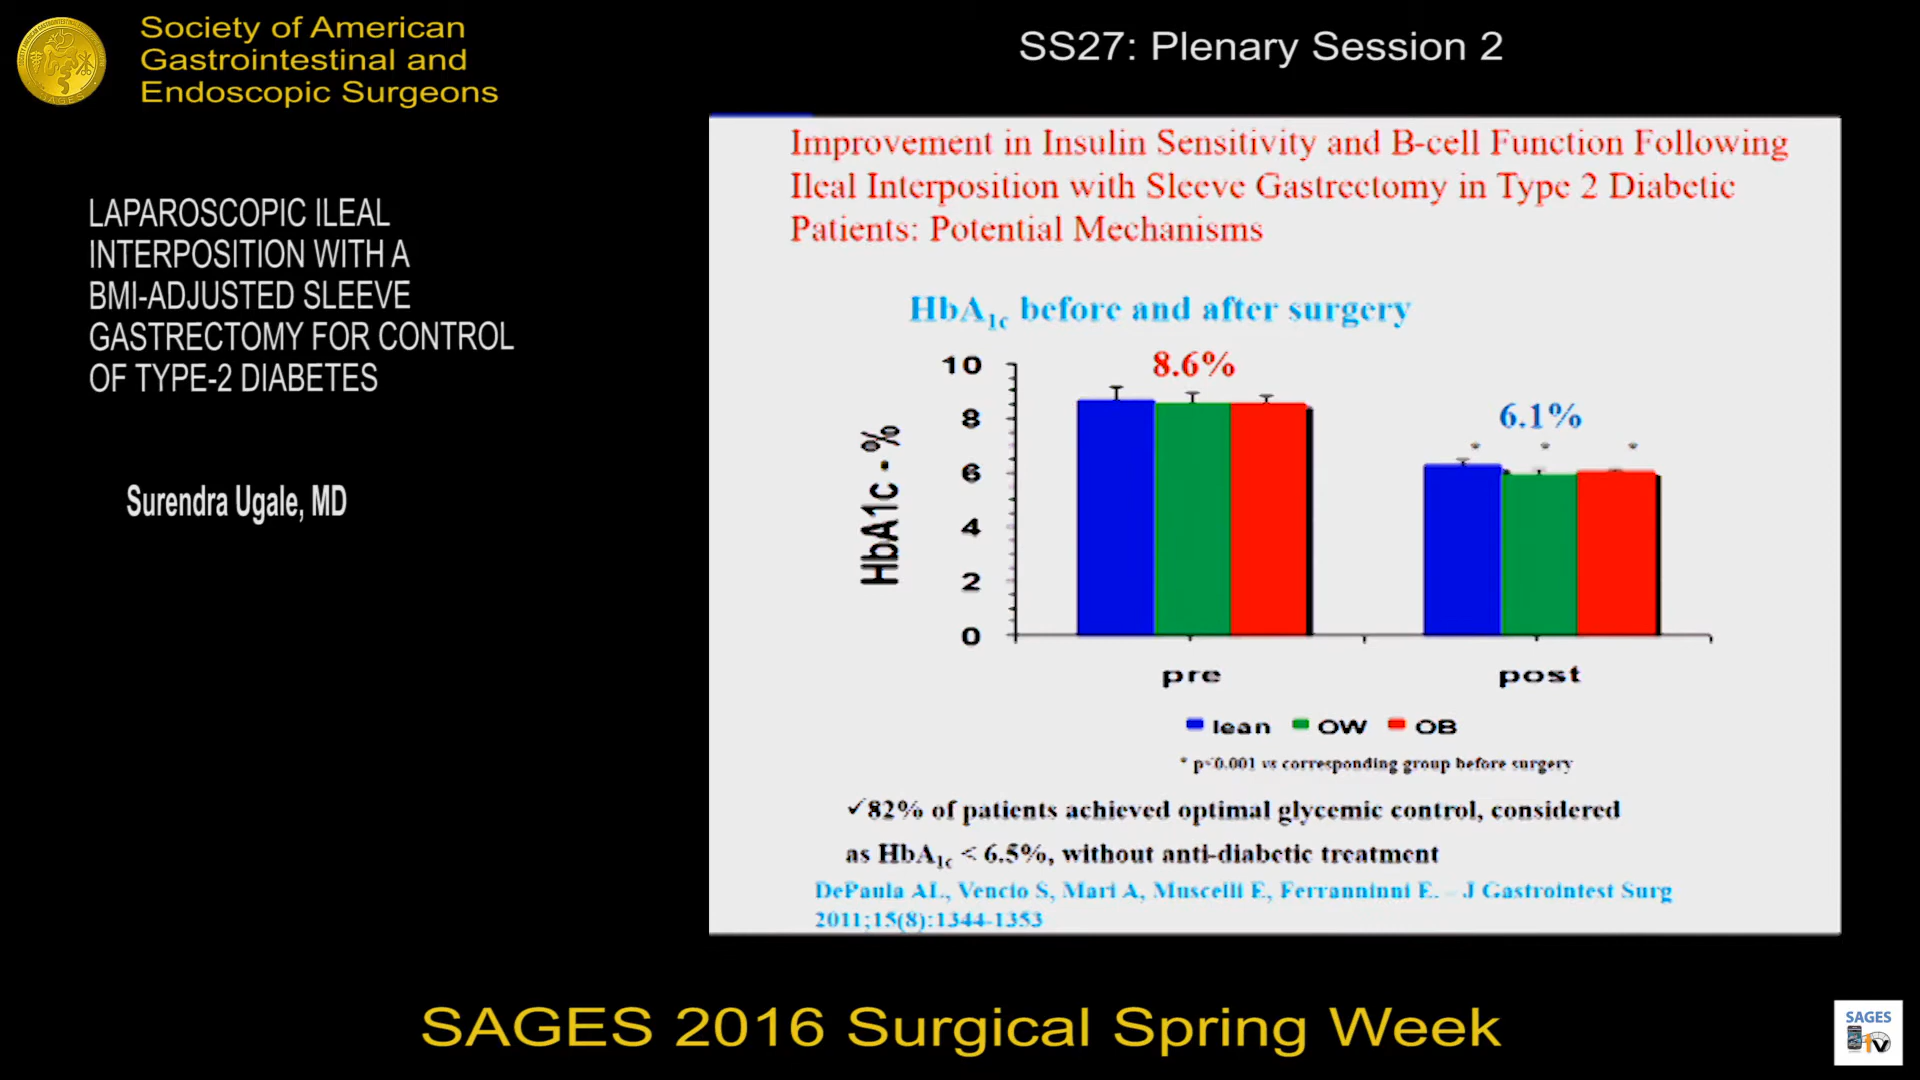 Society of American
Gastrointestinal and
Endoscopic Surgeons
SAGES
SS27: Plenary Session 2
LAPAROSCOPIC ILEAL
INTERPOSITION WITH A
BMI-ADJUSTED SLEEVE
GASTRECTOMY FOR CONTROL
OF TYPE-2 DIABETES
Surendra Ugale, MD
Improvement in Insulin Sensitivity and B-cell Function Following
Ileal Interposition with Sleeve Gastrectomy in Type 2 Diabetic
Patients: Potential Mechanisms
HbA1c before and after surgery
HbA1c - %
10
8
6
4
2
0
8.6%
6.1%
* * *
pre post
lean OW OB
* p<0.001 vs corresponding group before surgery
✓82% of patients achieved optimal glycemic control, considered
as HbA1c < 6.5%, without anti-diabetic treatment
DePaula AL, Vencio S, Mari A, Muscelli E, Ferranninni E. – J Gastrointest Surg
2011;15(8):1344-1353
SAGES 2016 Surgical Spring Week
SAGES
TV